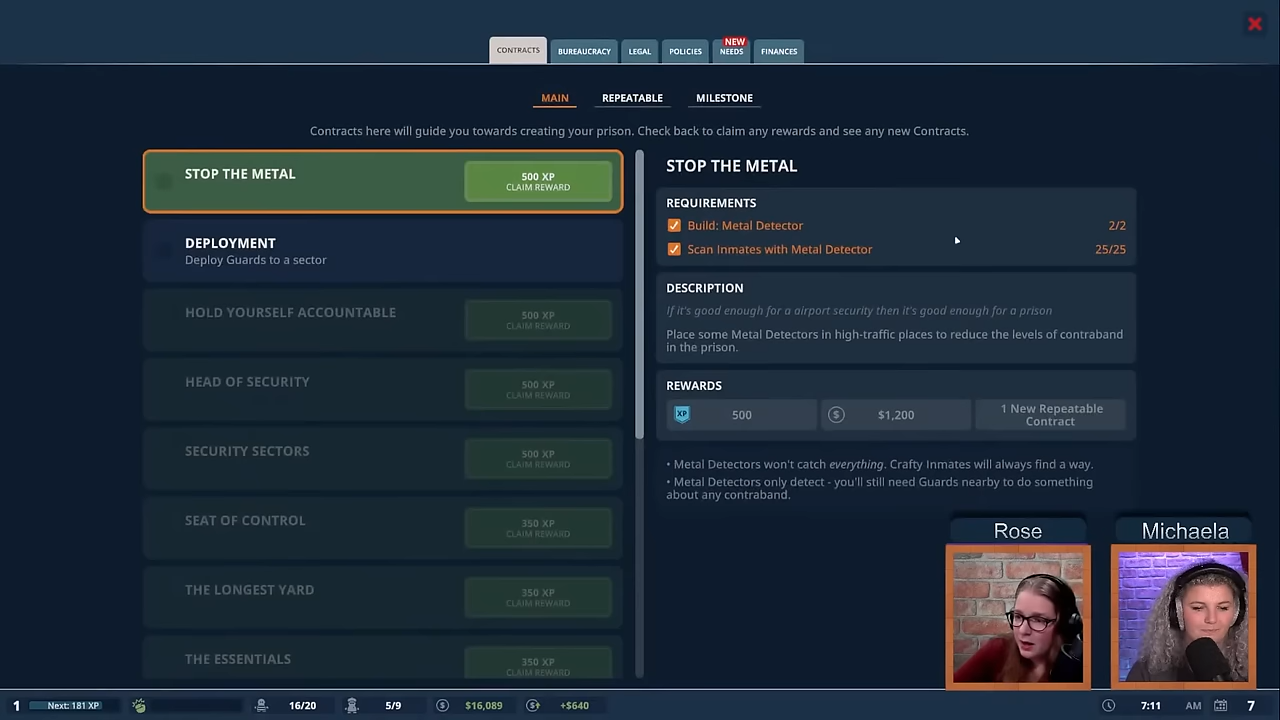 CONTRACTS
BUREAUCRACY
LEGAL
POLICIES
NEW
NEEDS
FINANCES
MAIN
REPEATABLE
MILESTONE
Contracts here will guide you towards creating your prison. Check back to claim any rewards and see any new Contracts.
STOP THE METAL
500 XP
CLAIM REWARD
DEPLOYMENT
Deploy Guards to a sector
HOLD YOURSELF ACCOUNTABLE
500 XP
CLAIM REWARD
HEAD OF SECURITY
500 XP
CLAIM REWARD
SECURITY SECTORS
500 XP
CLAIM REWARD
SEAT OF CONTROL
350 XP
CLAIM REWARD
THE LONGEST YARD
350 XP
CLAIM REWARD
THE ESSENTIALS
350 XP
CLAIM REWARD
STOP THE METAL
REQUIREMENTS
Build: Metal Detector 2/2
Scan Inmates with Metal Detector 25/25
DESCRIPTION
If it's good enough for a airport security then it's good enough for a prison
Place some Metal Detectors in high-traffic places to reduce the levels of contraband
in the prison.
REWARDS
XP 500
$ $1,200
1 New Repeatable
Contract
• Metal Detectors won't catch everything. Crafty Inmates will always find a way.
• Metal Detectors only detect - you'll still need Guards nearby to do something
about any contraband.
Rose
Michaela
1 Next: 181 XP 16/20 5/9 $ $16,089 $ +$640 7:11 AM 7